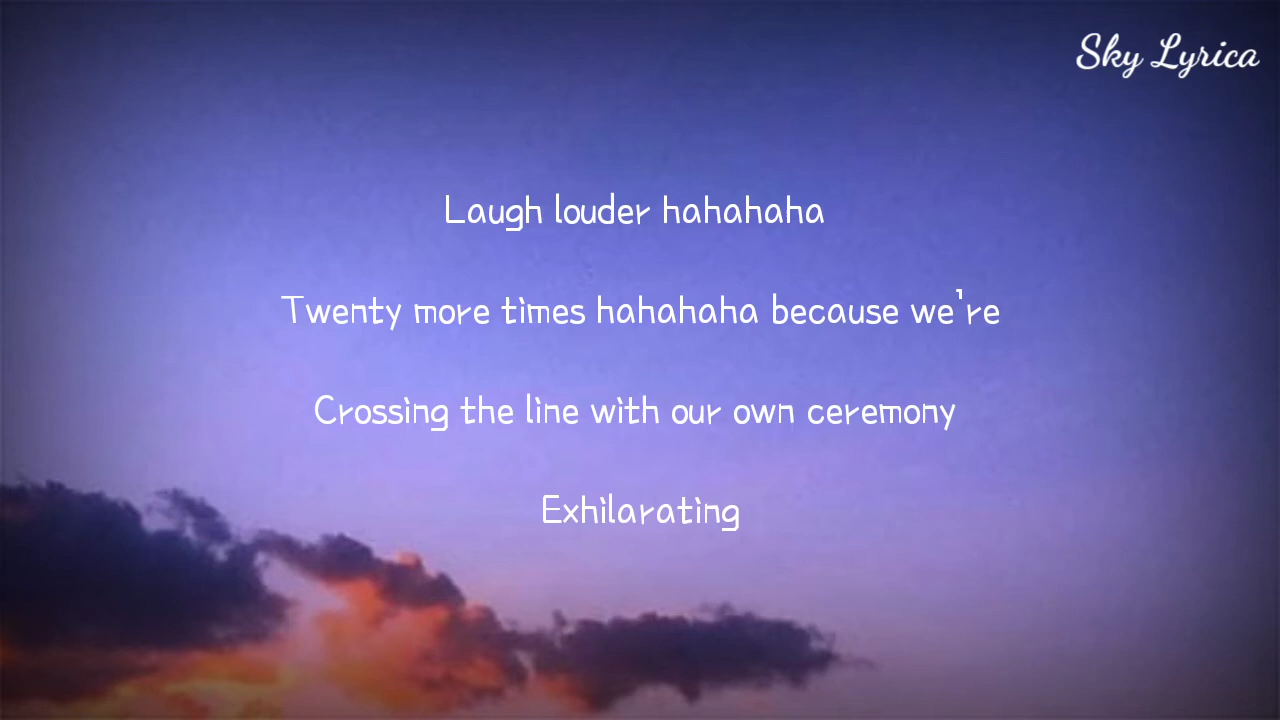 Sky Lyrica
Laugh louder hahahaha
Twenty more times hahahaha because we're
Crossing the line with our own ceremony
Exhilarating